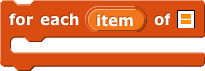 for each item of